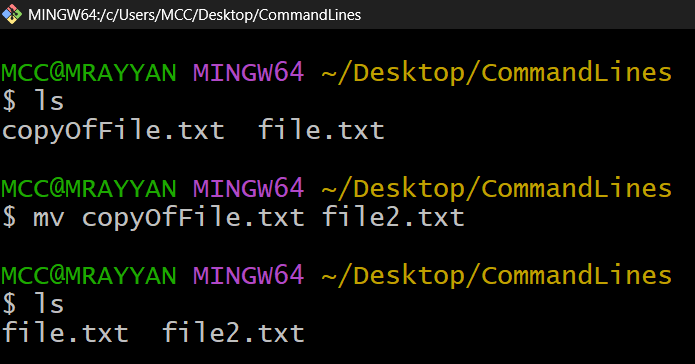 MINGW64:/c/Users/MCC/Desktop/CommandLines
MCC@MRAYYAN MINGW64 ~/Desktop/CommandLines
$ ls
copyOfFile.txt  file.txt
MCC@MRAYYAN MINGW64 ~/Desktop/CommandLines
$ mv copyOfFile.txt file2.txt
MCC@MRAYYAN MINGW64 ~/Desktop/CommandLines
$ ls
file.txt  file2.txt